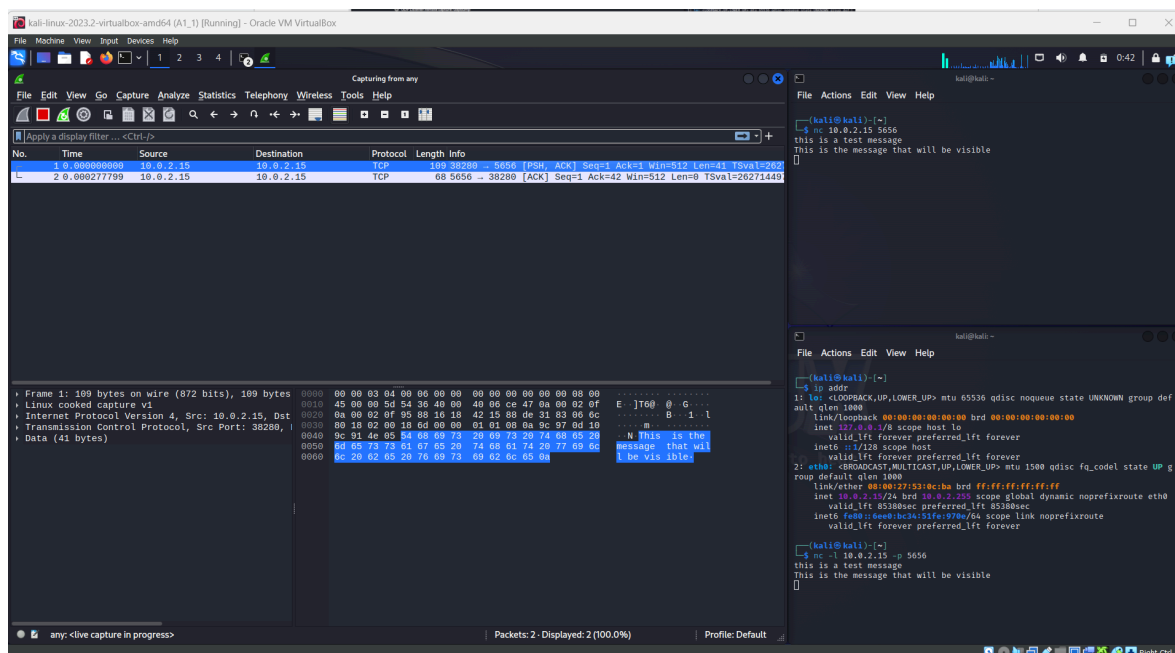 kali-linux-2023.2-virtualbox-amd64 (A1_1) [Running] - Oracle VM VirtualBox
File Machine View Input Devices Help
1 2 3 4
0:42
Capturing from any
File Edit View Go Capture Analyze Statistics Telephony Wireless Tools Help
Apply a display filter ... <Ctrl-/>
No. Time Source Destination Protocol Length Info
1 0.000000000 10.0.2.15 10.0.2.15 TCP 109 38280 → 5656 [PSH, ACK] Seq=1 Ack=1 Win=512 Len=41 TSval=262
2 0.000277799 10.0.2.15 10.0.2.15 TCP 68 5656 → 38280 [ACK] Seq=1 Ack=42 Win=512 Len=0 TSval=26271449
Frame 1: 109 bytes on wire (872 bits), 109 bytes
Linux cooked capture v1
Internet Protocol Version 4, Src: 10.0.2.15, Dst
Transmission Control Protocol, Src Port: 38280,
Data (41 bytes)
0000 00 00 03 04 00 06 00 00 00 00 00 00 00 00 08 00 ········ ········
0010 45 00 00 5d 54 36 40 00 40 06 ce 47 0a 00 02 0f E··]T6@· @··G····
0020 0a 00 02 0f 95 88 16 18 42 15 88 de 31 83 06 6c ········ B···1··l
0030 80 18 02 00 18 6d 00 00 01 01 08 0a 9c 97 0d 10 ·····m·· ········
0040 9c 91 4e 05 54 68 69 73 20 69 73 20 74 68 65 20 ··N·This is the
0050 6d 65 73 73 61 67 65 20 74 68 61 74 20 77 69 6c message that wil
0060 6c 20 62 65 20 76 69 73 69 62 6c 65 0a l be vis ible·
any: <live capture in progress>
Packets: 2 · Displayed: 2 (100.0%)
Profile: Default
kali@kali: ~
File Actions Edit View Help
(kali㉿kali)-[~]
$ nc 10.0.2.15 5656
this is a test message
This is the message that will be visible
kali@kali: ~
File Actions Edit View Help
(kali㉿kali)-[~]
$ ip addr
1: lo: <LOOPBACK,UP,LOWER_UP> mtu 65536 qdisc noqueue state UNKNOWN group def
ault qlen 1000
link/loopback 00:00:00:00:00:00 brd 00:00:00:00:00:00
inet 127.0.0.1/8 scope host lo
valid_lft forever preferred_lft forever
inet6 ::1/128 scope host
valid_lft forever preferred_lft forever
2: eth0: <BROADCAST,MULTICAST,UP,LOWER_UP> mtu 1500 qdisc fq_codel state UP g
roup default qlen 1000
link/ether 08:00:27:53:0c:ba brd ff:ff:ff:ff:ff:ff
inet 10.0.2.15/24 brd 10.0.2.255 scope global dynamic noprefixroute eth0
valid_lft 85380sec preferred_lft 85380sec
inet6 fe80::6ee0:bc34:51fe:970e/64 scope link noprefixroute
valid_lft forever preferred_lft forever
(kali㉿kali)-[~]
$ nc -l 10.0.2.15 -p 5656
this is a test message
This is the message that will be visible
Right Ctrl